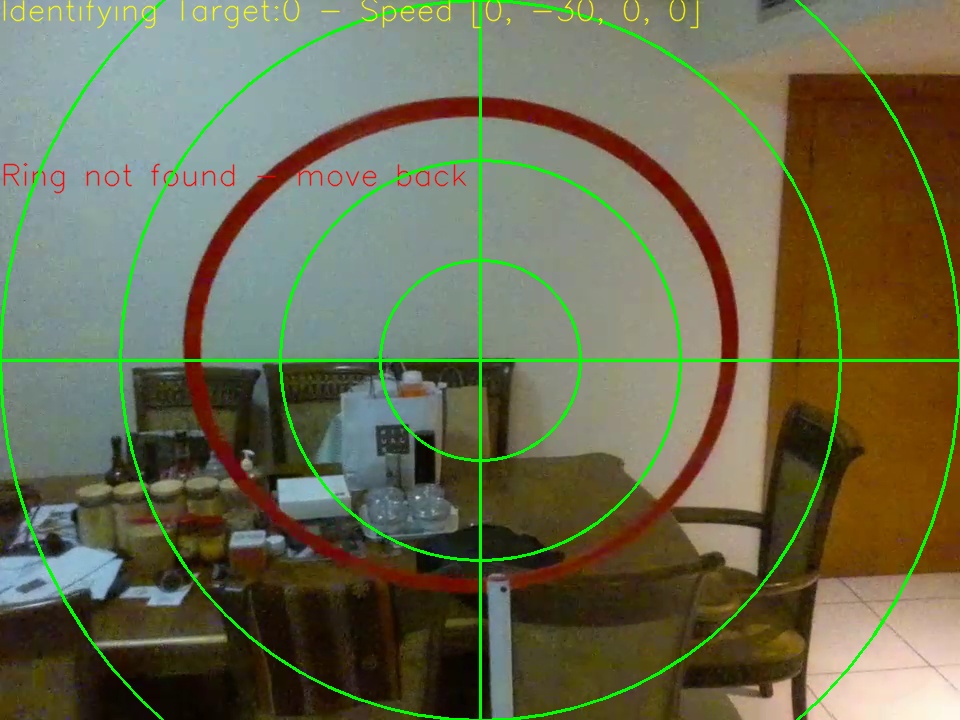 Identifying Target:0 - Speed [0, -30, 0, 0]
Ring not found - move back